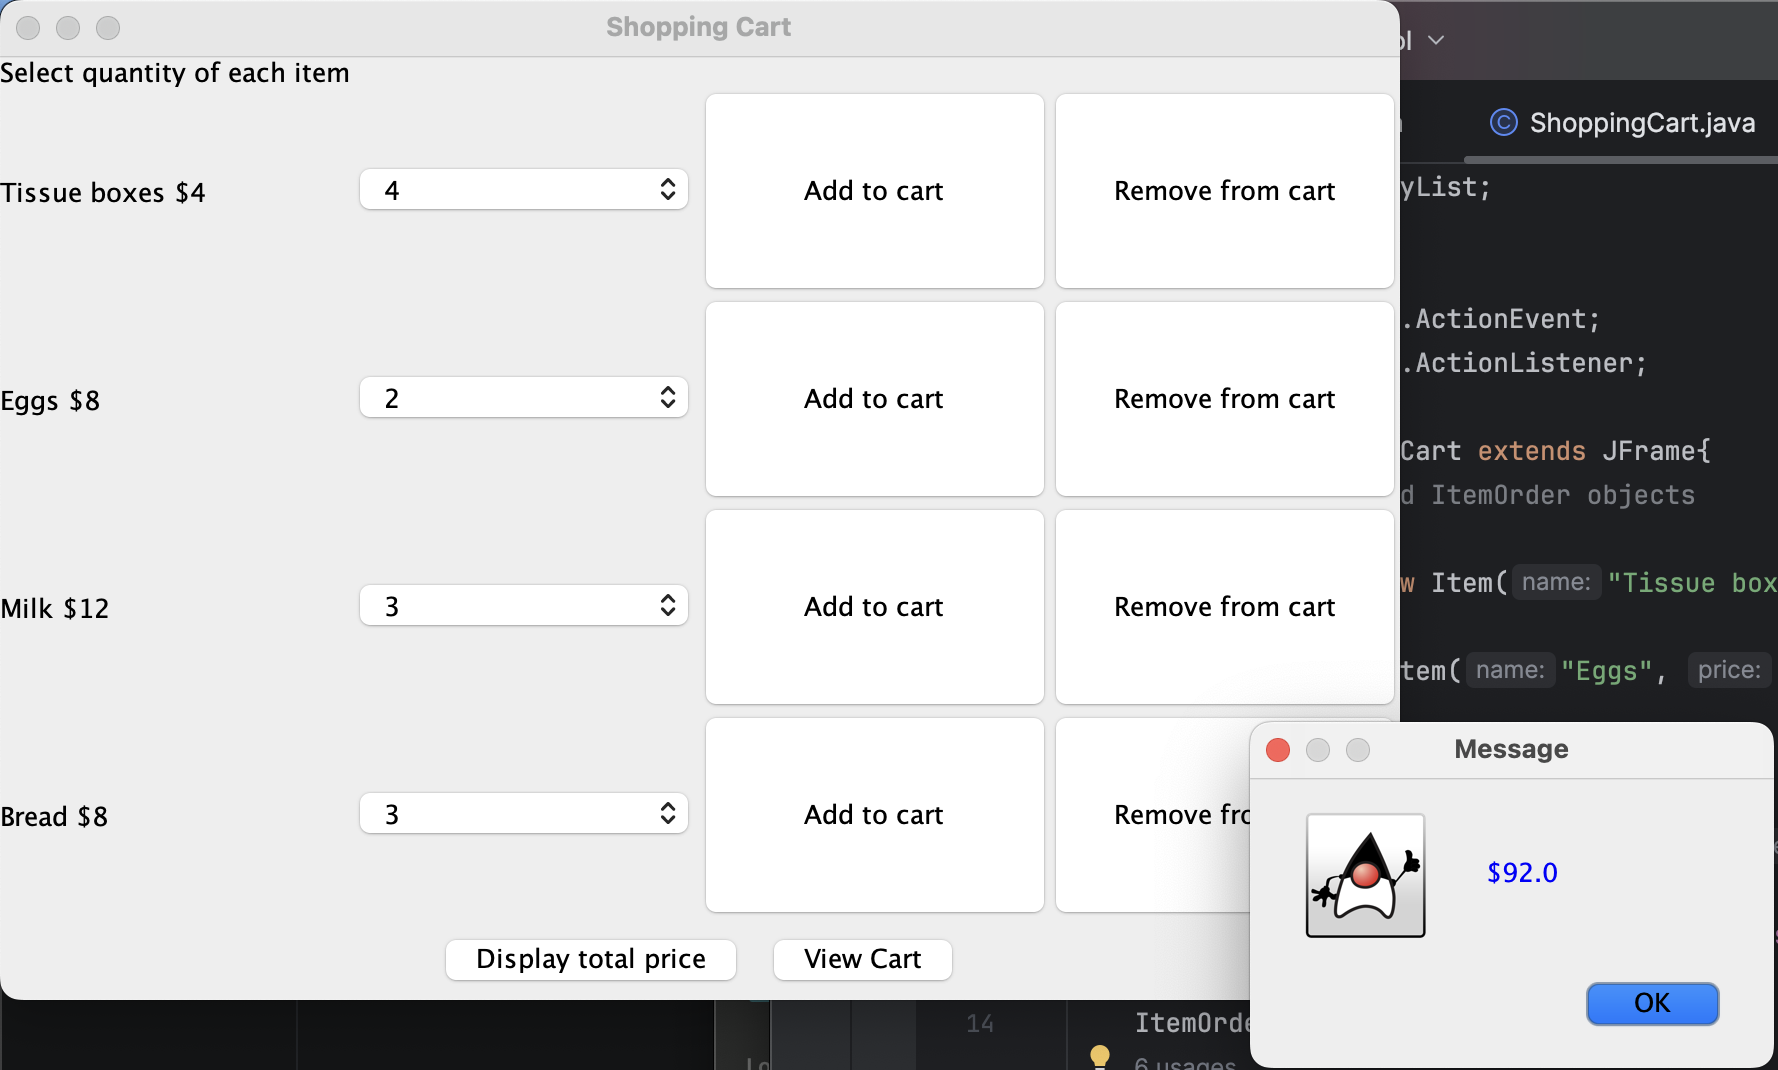 Shopping Cart
Select quantity of each item
Tissue boxes $4
4
Add to cart
Remove from cart
Eggs $8
2
Add to cart
Remove from cart
Milk $12
3
Add to cart
Remove from cart
Bread $8
3
Add to cart
Remove fro
Display total price
View Cart
ShoppingCart.java
yList;
.ActionEvent;
.ActionListener;
Cart extends JFrame{
d ItemOrder objects
w Item( name: "Tissue box
tem( name: "Eggs", price:
Message
$92.0
OK
14
ItemOrde
6 usages